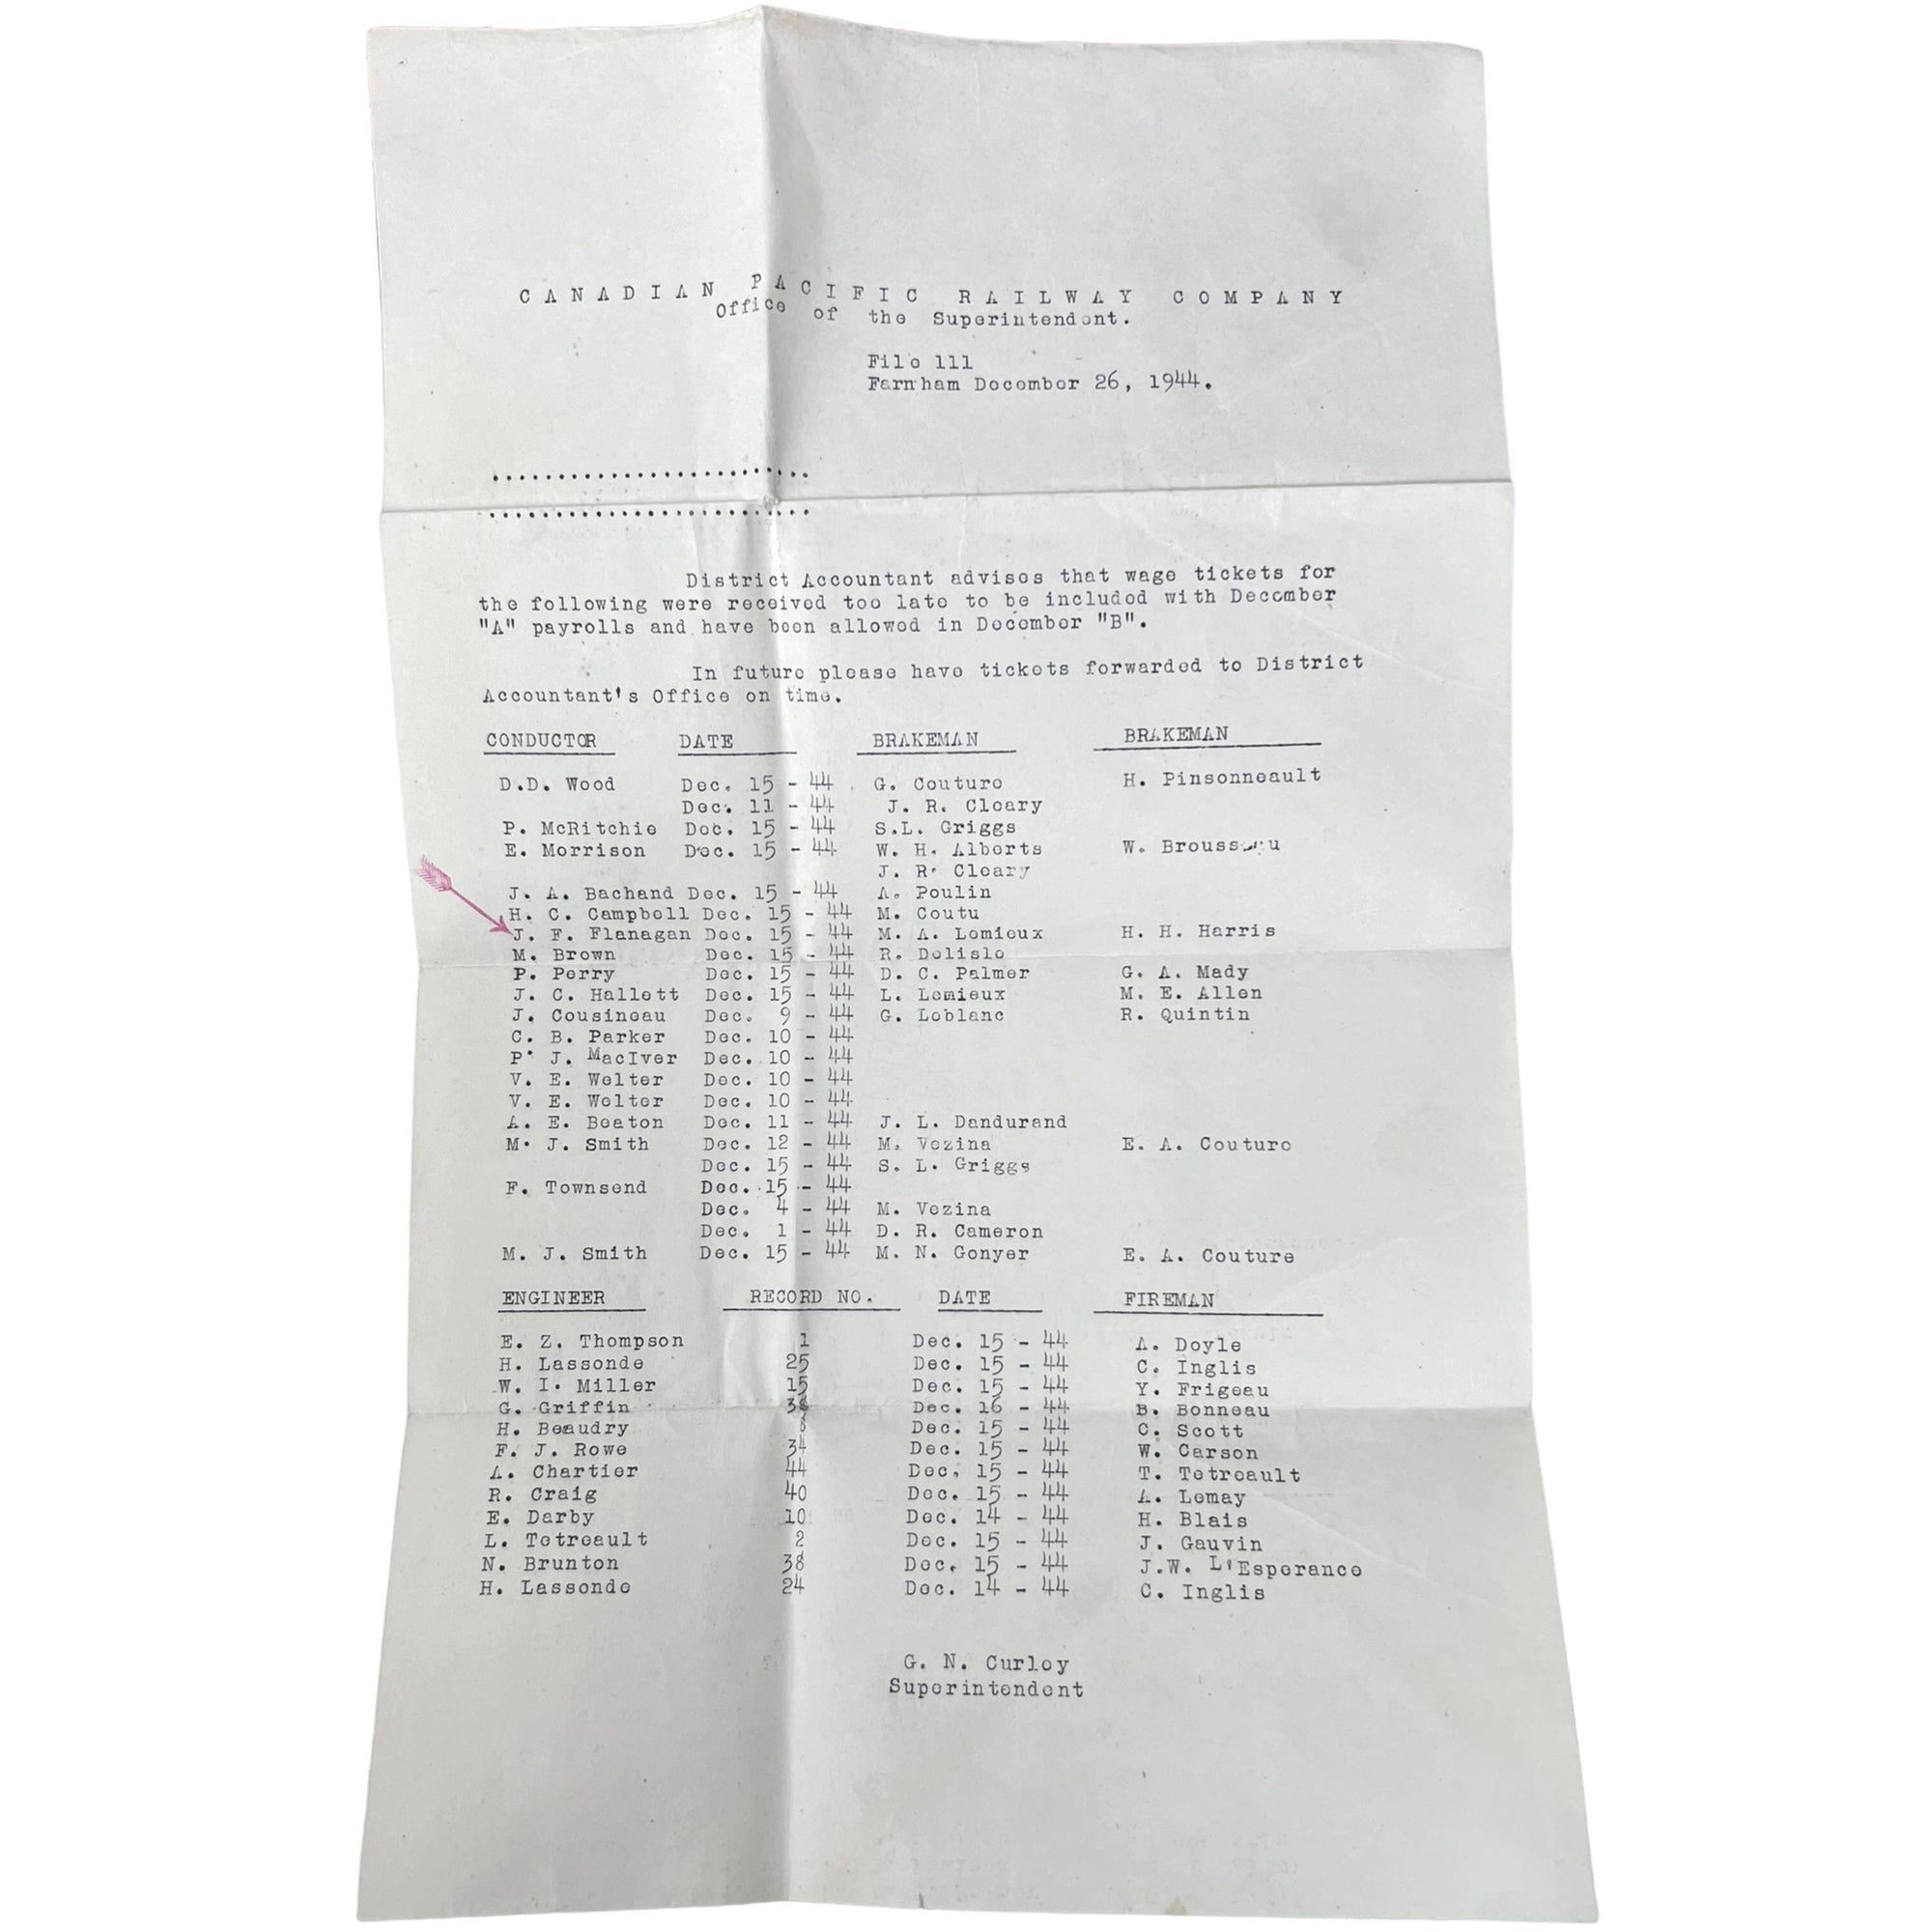 CANADIAN PACIFIC RAILWAY COMPANY
Office of the Superintendent.
File 111
Farnham December 26, 1944.
........................
.........................
District Accountant advises that wage tickets for
the following were received too late to be included with December
"A" payrolls and have been allowed in December "B".
In future please have tickets forwarded to District
Accountant's Office on time.
CONDUCTOR DATE BRAKEMAN BRAKEMAN
D.D. Wood Dec. 15 - 44 G. Couture H. Pinsonneault
Dec. 11 - 44 J. R. Cleary
P. McRitchie Dec. 15 - 44 S.L. Griggs
E. Morrison Dec. 15 - 44 W. H. Alberts W. Brousseau
J. R. Cleary
J. A. Bachand Dec. 15 - 44 A. Poulin
H. C. Campbell Dec. 15 - 44 M. Coutu
J. F. Flanagan Dec. 15 - 44 M. A. Lemieux H. H. Harris
M. Brown Dec. 15 - 44 R. Delisle
P. Perry Dec. 15 - 44 D. C. Palmer G. A. Mady
J. C. Hallett Dec. 15 - 44 L. Lemieux M. E. Allen
J. Cousineau Dec. 9 - 44 G. Leblanc R. Quintin
C. B. Parker Dec. 10 - 44
P. J. MacIver Dec. 10 - 44
V. E. Welter Dec. 10 - 44
V. E. Welter Dec. 10 - 44
A. E. Beaton Dec. 11 - 44 J. L. Dandurand
M. J. Smith Dec. 12 - 44 M. Vezina E. A. Couture
Dec. 15 - 44 S. L. Griggs
F. Townsend Dec. 15 - 44
Dec. 4 - 44 M. Vezina
Dec. 1 - 44 D. R. Cameron
M. J. Smith Dec. 15 - 44 M. N. Gonyer E. A. Couture
ENGINEER RECORD NO. DATE FIREMAN
E. Z. Thompson 1 Dec. 15 - 44 A. Doyle
H. Lassonde 25 Dec. 15 - 44 C. Inglis
W. I. Miller 15 Dec. 15 - 44 Y. Frigeau
G. Griffin Dec. 16 - 44 B. Bonneau
H. Beaudry 8 Dec. 15 - 44 C. Scott
F. J. Rowe 34 Dec. 15 - 44 W. Carson
A. Chartier 44 Dec. 15 - 44 T. Tetreault
R. Craig 40 Dec. 15 - 44 A. Lemay
E. Darby 10 Dec. 14 - 44 H. Blais
L. Tetreault 2 Dec. 15 - 44 J. Gauvin
N. Brunton 38 Dec. 15 - 44 J.W. L'Esperance
H. Lassonde 24 Dec. 14 - 44 C. Inglis
G. N. Curley
Superintendent